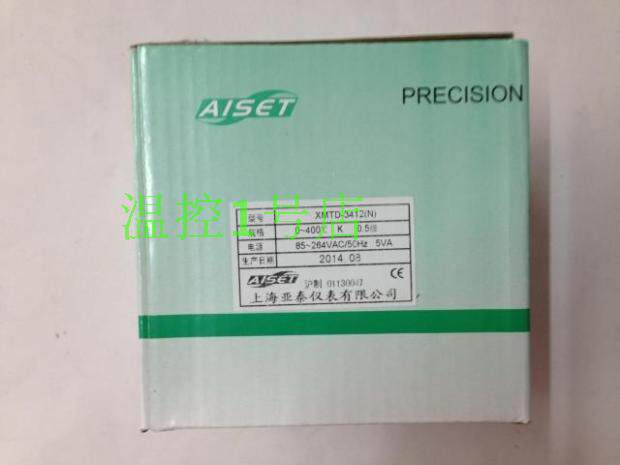 AISET
PRECISION
温控1号店
型号 XMTD-3412(N)
规格 0~400℃ K 0.5级
电源 85~264VAC/50Hz 5VA
生产日期 2014 08
AISET 沪制 01130047 CE
上海亚泰仪表有限公司